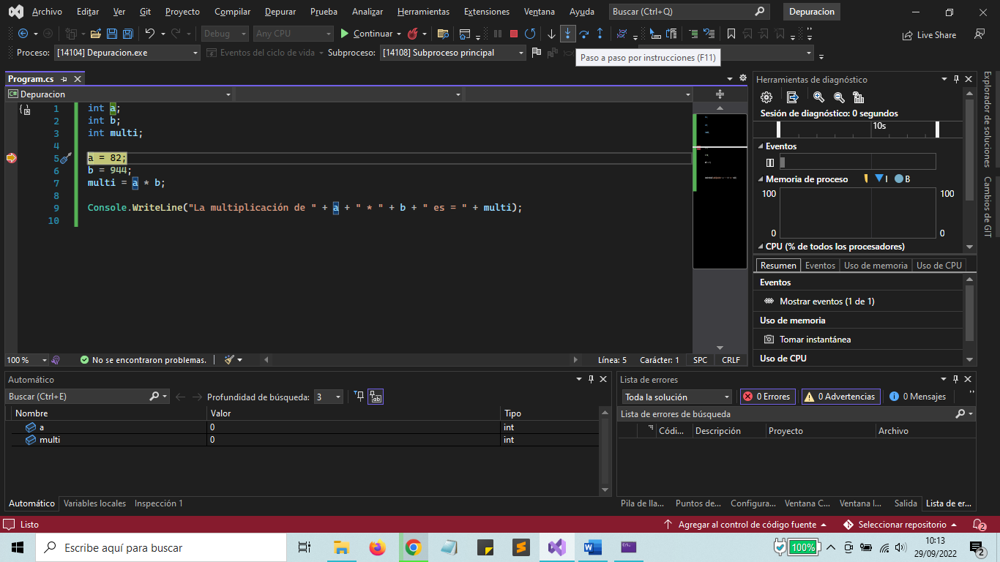 Archivo Editar Ver Git Proyecto Compilar Depurar Prueba Analizar Herramientas Extensiones Ventana Ayuda Buscar (Ctrl+Q) Depuracion
Debug Any CPU Continuar Live Share
Proceso: [14104] Depuracion.exe Eventos del ciclo de vida Subproceso: [14108] Subproceso principal
Paso a paso por instrucciones (F11)
Program.cs
C# Depuracion
1 int a;
2 int b;
3 int multi;
4
5 a = 82;
6 b = 944;
7 multi = a * b;
8
9 Console.WriteLine("La multiplicación de " + a + " * " + b + " es = " + multi);
10
100 % No se encontraron problemas. Línea: 5 Carácter: 1 SPC CRLF
Herramientas de diagnóstico
Sesión de diagnóstico: 0 segundos
10s
Eventos
Memoria de proceso I B
100 100
0 0
CPU (% de todos los procesadores)
Resumen Eventos Uso de memoria Uso de CPU
Eventos
Mostrar eventos (1 de 1)
Uso de memoria
Tomar instantánea
Uso de CPU
Explorador de soluciones
Cambios de GIT
Automático
Buscar (Ctrl+E) Profundidad de búsqueda: 3
Nombre Valor Tipo
a 0 int
multi 0 int
Automático Variables locales Inspección 1
Lista de errores
Toda la solución 0 Errores 0 Advertencias 0 Mensajes
Lista de errores de búsqueda
Códi... Descripción Proyecto Archivo
Pila de lla... Puntos de... Configura... Ventana C... Ventana I... Salida Lista de er...
Listo Agregar al control de código fuente Seleccionar repositorio 2
Escribe aquí para buscar 100% 10:13
29/09/2022 2